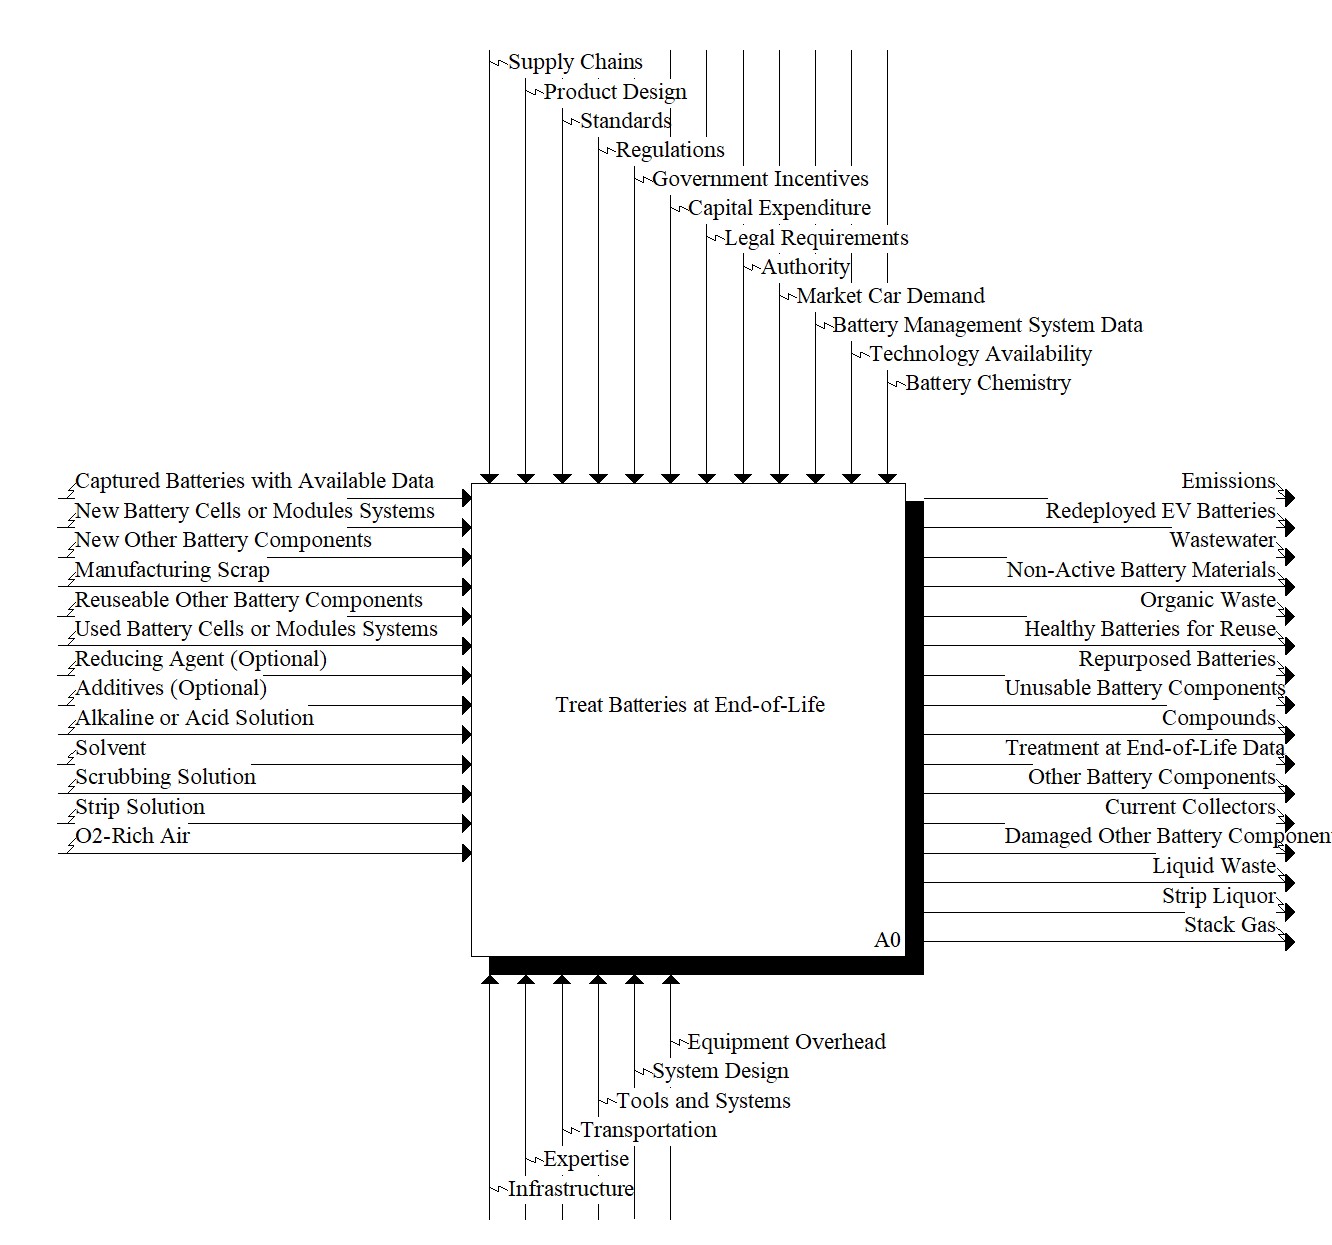 Supply Chains
Product Design
Standards
Regulations
Government Incentives
Capital Expenditure
Legal Requirements
Authority
Market Car Demand
Battery Management System Data
Technology Availability
Battery Chemistry
Captured Batteries with Available Data
New Battery Cells or Modules Systems
New Other Battery Components
Manufacturing Scrap
Reuseable Other Battery Components
Used Battery Cells or Modules Systems
Reducing Agent (Optional)
Additives (Optional)
Alkaline or Acid Solution
Solvent
Scrubbing Solution
Strip Solution
O2-Rich Air
Treat Batteries at End-of-Life
A0
Emissions
Redeployed EV Batteries
Wastewater
Non-Active Battery Materials
Organic Waste
Healthy Batteries for Reuse
Repurposed Batteries
Unusable Battery Components
Compounds
Treatment at End-of-Life Data
Other Battery Components
Current Collectors
Damaged Other Battery Component
Liquid Waste
Strip Liquor
Stack Gas
Equipment Overhead
System Design
Tools and Systems
Transportation
Expertise
Infrastructure